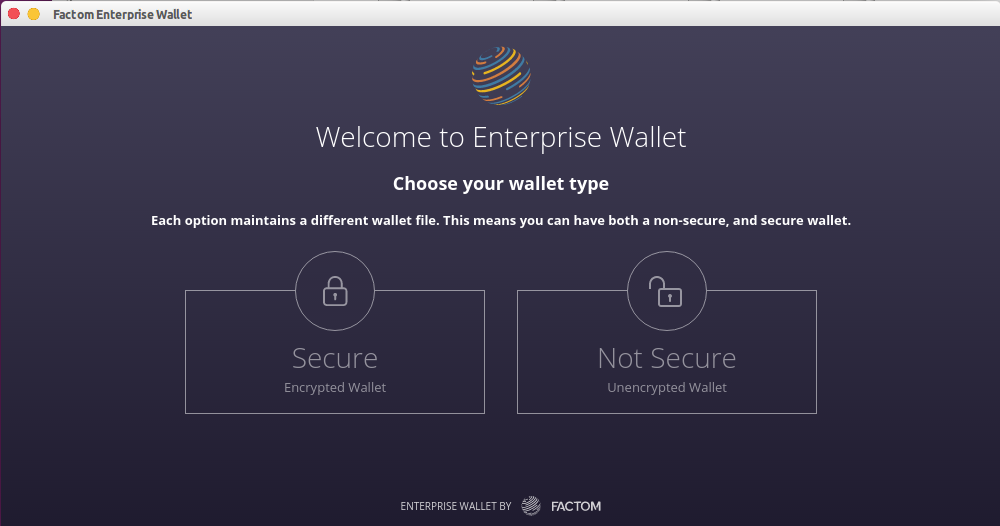 Factom Enterprise Wallet
Welcome to Enterprise Wallet
Choose your wallet type
Each option maintains a different wallet file. This means you can have both a non-secure, and secure wallet.
Secure
Encrypted Wallet
Not Secure
Unencrypted Wallet
ENTERPRISE WALLET BY FACTOM